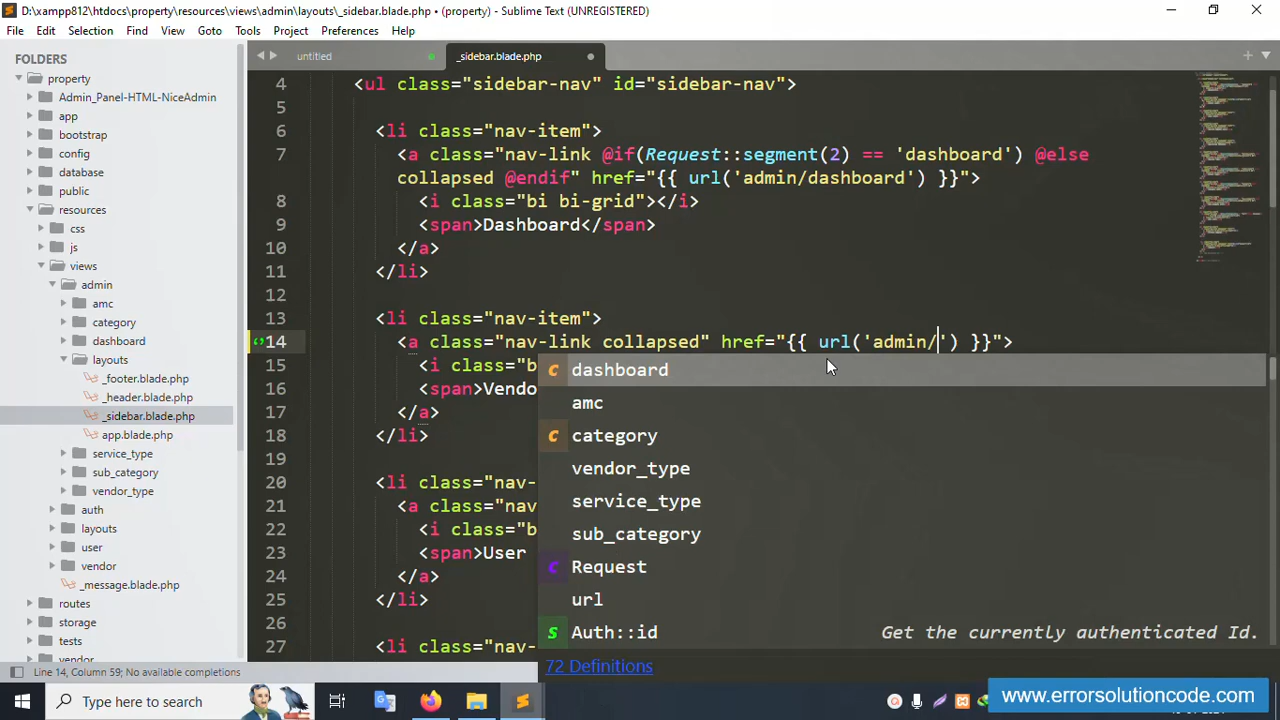 D:\xampp812\htdocs\property\resources\views\admin\layouts\_sidebar.blade.php • (property) - Sublime Text (UNREGISTERED)
File Edit Selection Find View Goto Tools Project Preferences Help
FOLDERS
property
Admin_Panel-HTML-NiceAdmin
app
bootstrap
config
database
public
resources
css
js
views
admin
amc
category
dashboard
layouts
_footer.blade.php
_header.blade.php
_sidebar.blade.php
app.blade.php
service_type
sub_category
vendor_type
auth
layouts
user
vendor
_message.blade.php
routes
storage
tests
vendor
untitled
_sidebar.blade.php
4 <ul class="sidebar-nav" id="sidebar-nav">
5
6 <li class="nav-item">
7 <a class="nav-link @if(Request::segment(2) == 'dashboard') @else
collapsed @endif" href="{{ url('admin/dashboard') }}">
8 <i class="bi bi-grid"></i>
9 <span>Dashboard</span>
10 </a>
11 </li>
12
13 <li class="nav-item">
14 <a class="nav-link collapsed" href="{{ url('admin/') }}">
15 <i class="b
16 <span>Vendo
17 </a>
18 </li>
19
20 <li class="nav-
21 <a class="nav
22 <i class="b
23 <span>User
24 </a>
25 </li>
26
27 <li class="nav-
dashboard
amc
category
vendor_type
service_type
sub_category
Request
url
Auth::id Get the currently authenticated Id.
72 Definitions
Line 14, Column 59; No available completions
Type here to search
www.errorsolutioncode.com